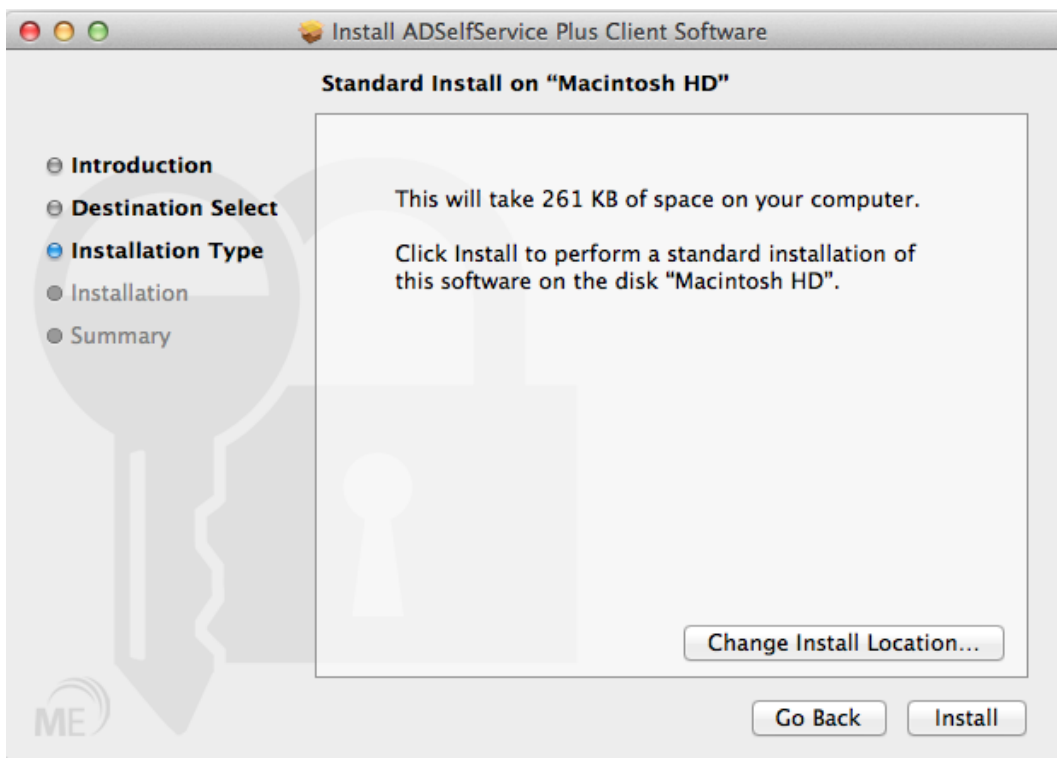 Install ADSelfService Plus Client Software
Standard Install on “Macintosh HD”
Introduction
Destination Select
Installation Type
Installation
Summary
This will take 261 KB of space on your computer.
Click Install to perform a standard installation of
this software on the disk “Macintosh HD”.
Change Install Location...
ME
Go Back
Install